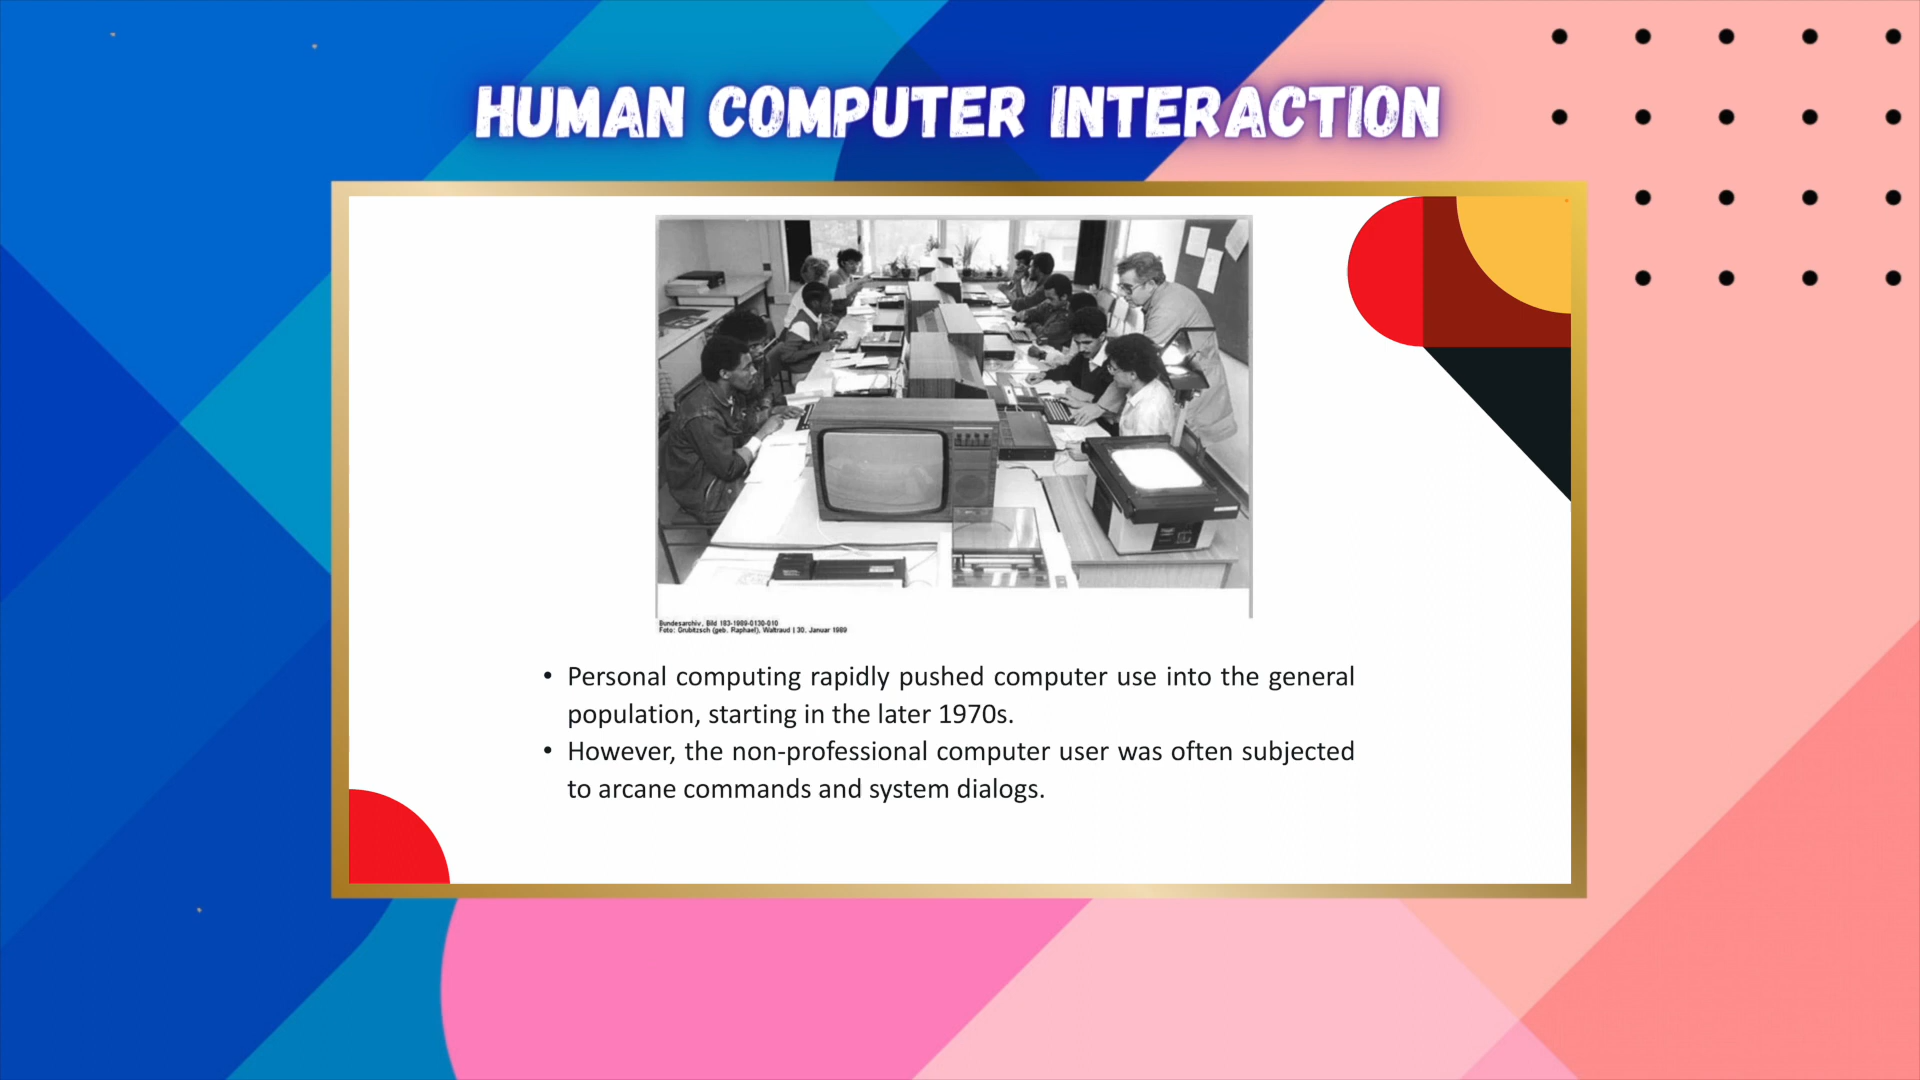 HUMAN COMPUTER INTERACTION
Bundesarchiv, Bild 183-1989-0130-010
Foto: Grubitzsch (geb. Raphael), Waltraud | 30. Januar 1989
• Personal computing rapidly pushed computer use into the general
population, starting in the later 1970s.
• However, the non-professional computer user was often subjected
to arcane commands and system dialogs.